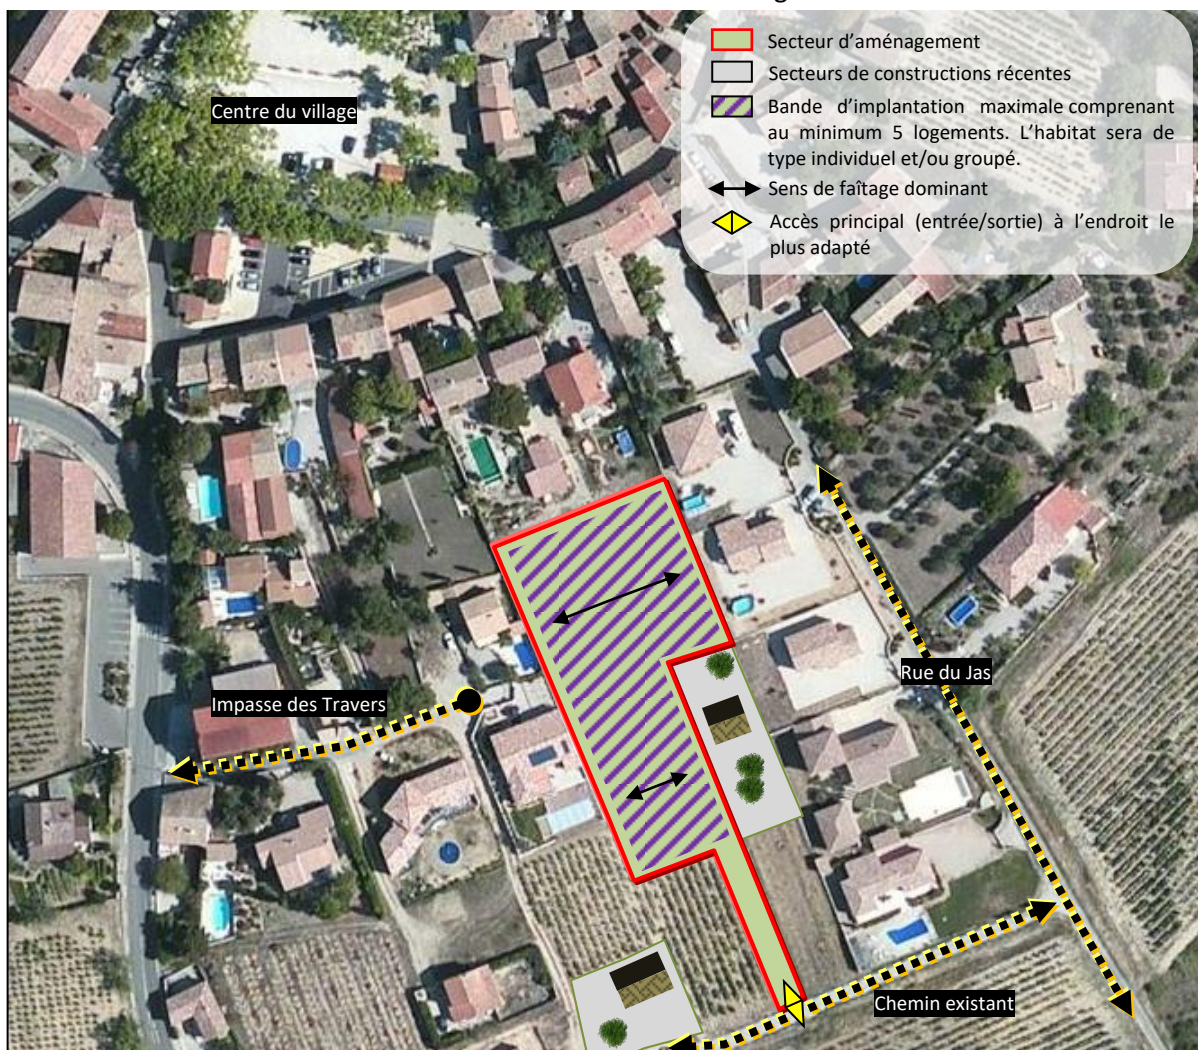 Secteur d'aménagement
Secteurs de constructions récentes
Bande d'implantation maximale comprenant
au minimum 5 logements. L'habitat sera de
type individuel et/ou groupé.
Sens de faîtage dominant
Accès principal (entrée/sortie) à l'endroit le
plus adapté
Centre du village
Rue du Jas
Impasse des Travers
Chemin existant